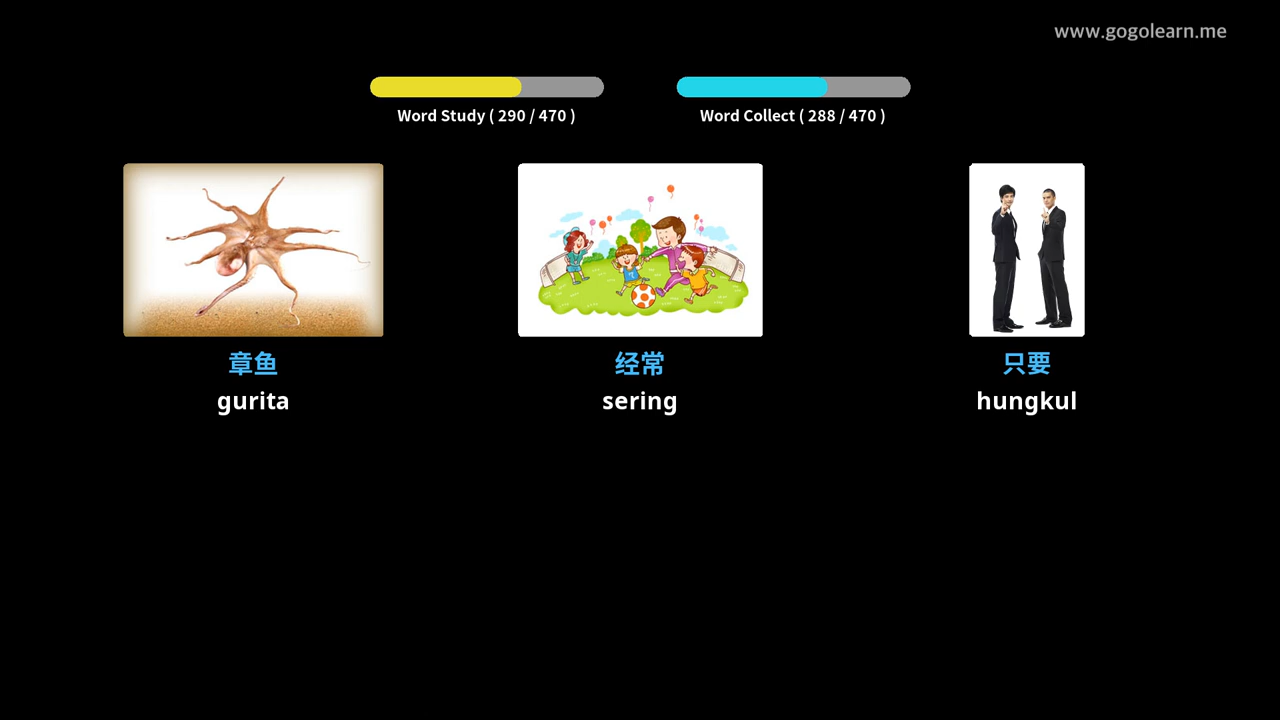 www.gogolearn.me
Word Study ( 290 / 470 )
Word Collect ( 288 / 470 )
章鱼
经常
只要
gurita
sering
hungkul